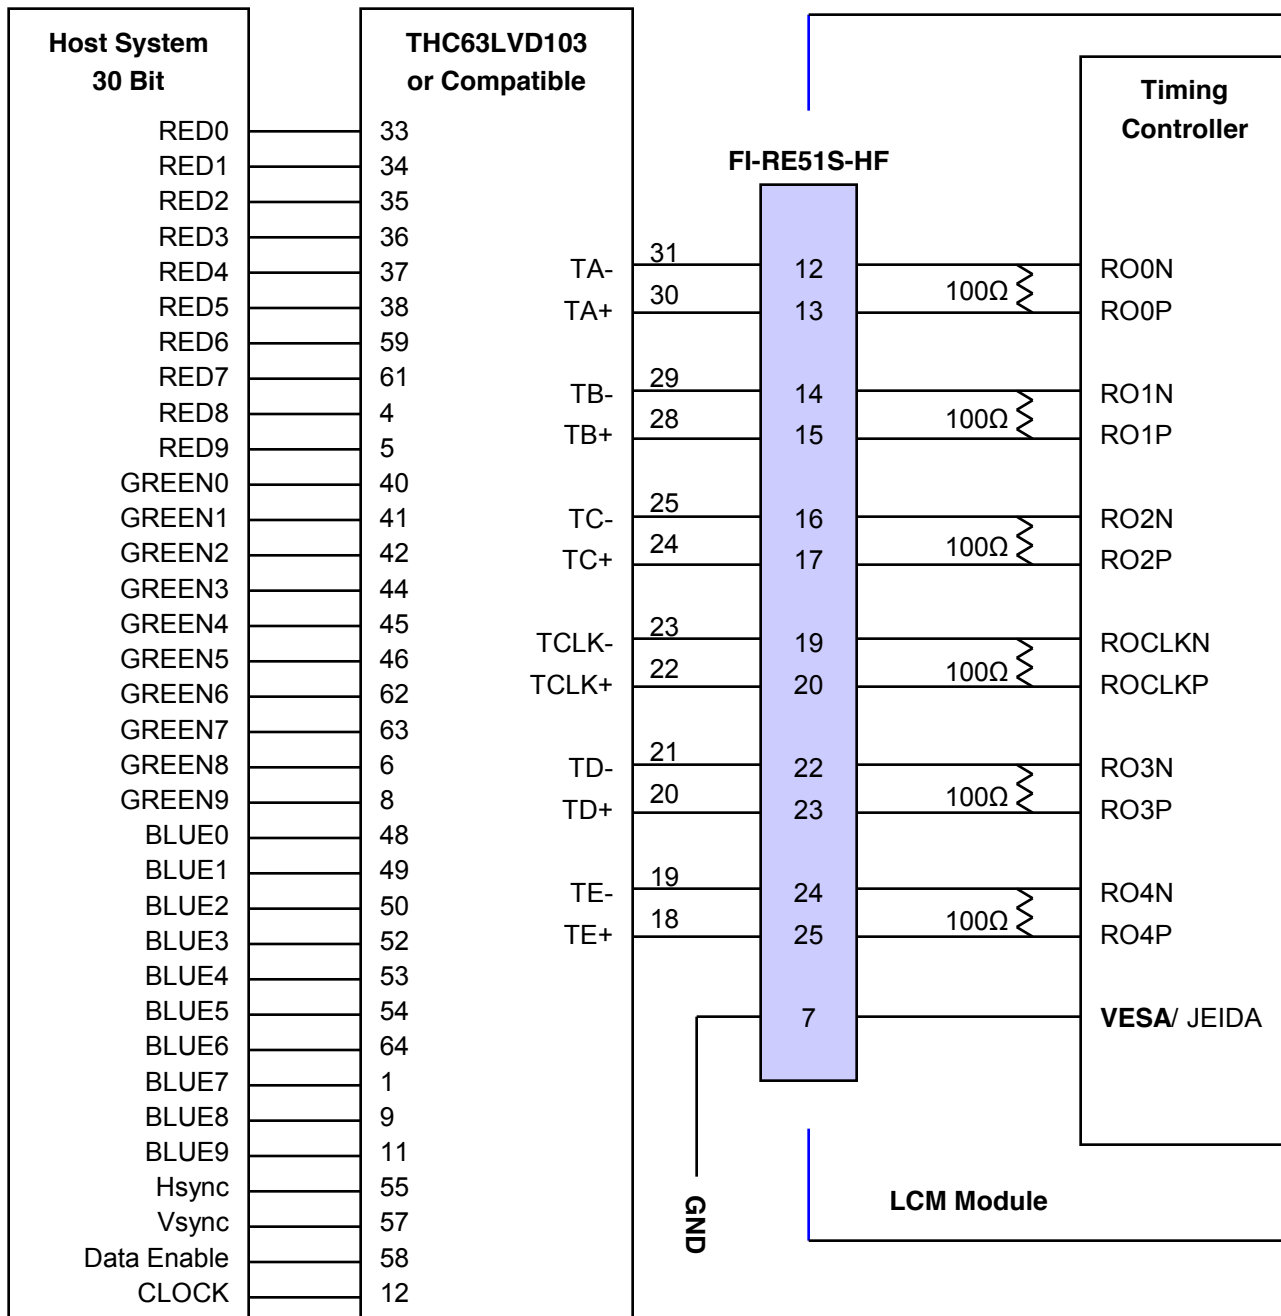 Host System
30 Bit
RED0
RED1
RED2
RED3
RED4
RED5
RED6
RED7
RED8
RED9
GREEN0
GREEN1
GREEN2
GREEN3
GREEN4
GREEN5
GREEN6
GREEN7
GREEN8
GREEN9
BLUE0
BLUE1
BLUE2
BLUE3
BLUE4
BLUE5
BLUE6
BLUE7
BLUE8
BLUE9
Hsync
Vsync
Data Enable
CLOCK
THC63LVD103
or Compatible
33
34
35
36
37
38
59
61
4
5
40
41
42
44
45
46
62
63
6
8
48
49
50
52
53
54
64
1
9
11
55
57
58
12
TA-
TA+
TB-
TB+
TC-
TC+
TCLK-
TCLK+
TD-
TD+
TE-
TE+
31
30
29
28
25
24
23
22
21
20
19
18
FI-RE51S-HF
12
13
14
15
16
17
19
20
22
23
24
25
7
GND
100Ω
100Ω
100Ω
100Ω
100Ω
100Ω
Timing
Controller
RO0N
RO0P
RO1N
RO1P
RO2N
RO2P
ROCLKN
ROCLKP
RO3N
RO3P
RO4N
RO4P
VESA/ JEIDA
LCM Module